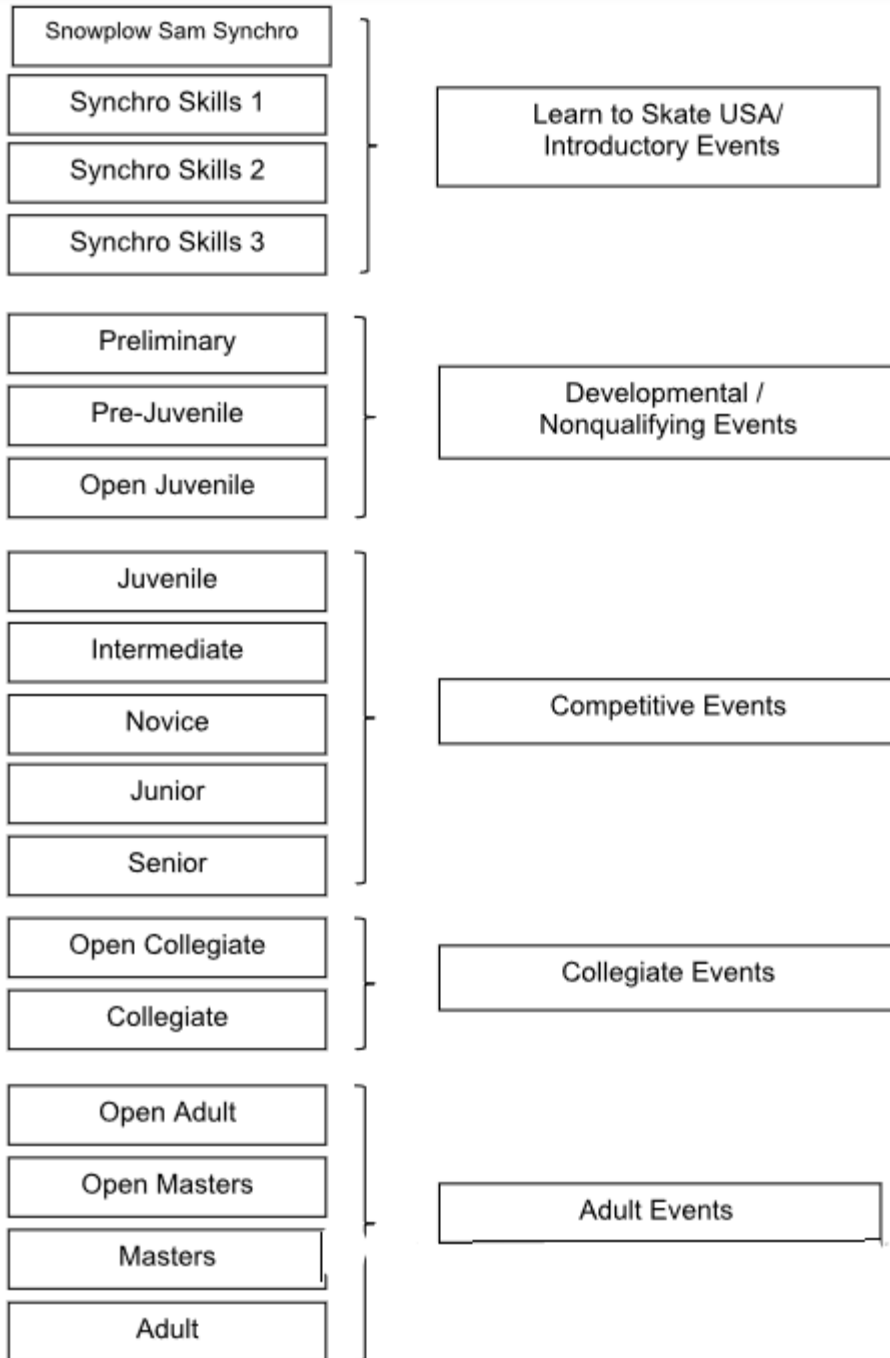 Snowplow Sam Synchro
Synchro Skills 1
Synchro Skills 2
Synchro Skills 3
Learn to Skate USA/
Introductory Events
Preliminary
Pre-Juvenile
Open Juvenile
Developmental /
Nonqualifying Events
Juvenile
Intermediate
Novice
Junior
Senior
Competitive Events
Open Collegiate
Collegiate
Collegiate Events
Open Adult
Open Masters
Masters
Adult
Adult Events